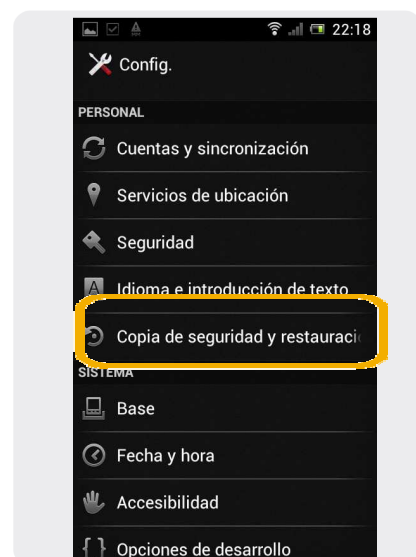 22:18
Config.
PERSONAL
Cuentas y sincronización
Servicios de ubicación
Seguridad
A Idioma e introducción de texto
Copia de seguridad y restauraci
SISTEMA
Base
Fecha y hora
Accesibilidad
{ } Opciones de desarrollo